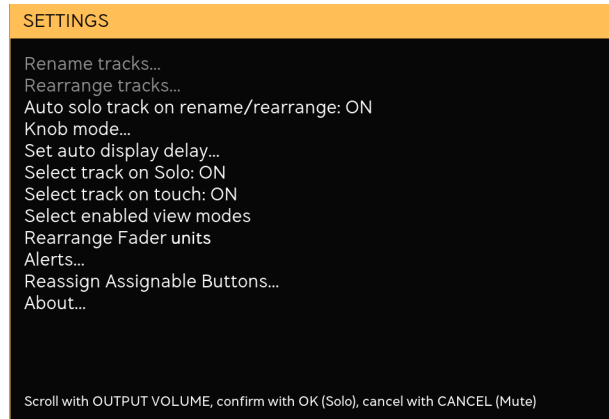 SETTINGS
Rename tracks...
Rearrange tracks...
Auto solo track on rename/rearrange: ON
Knob mode...
Set auto display delay...
Select track on Solo: ON
Select track on touch: ON
Select enabled view modes
Rearrange Fader units
Alerts...
Reassign Assignable Buttons...
About...
Scroll with OUTPUT VOLUME, confirm with OK (Solo), cancel with CANCEL (Mute)